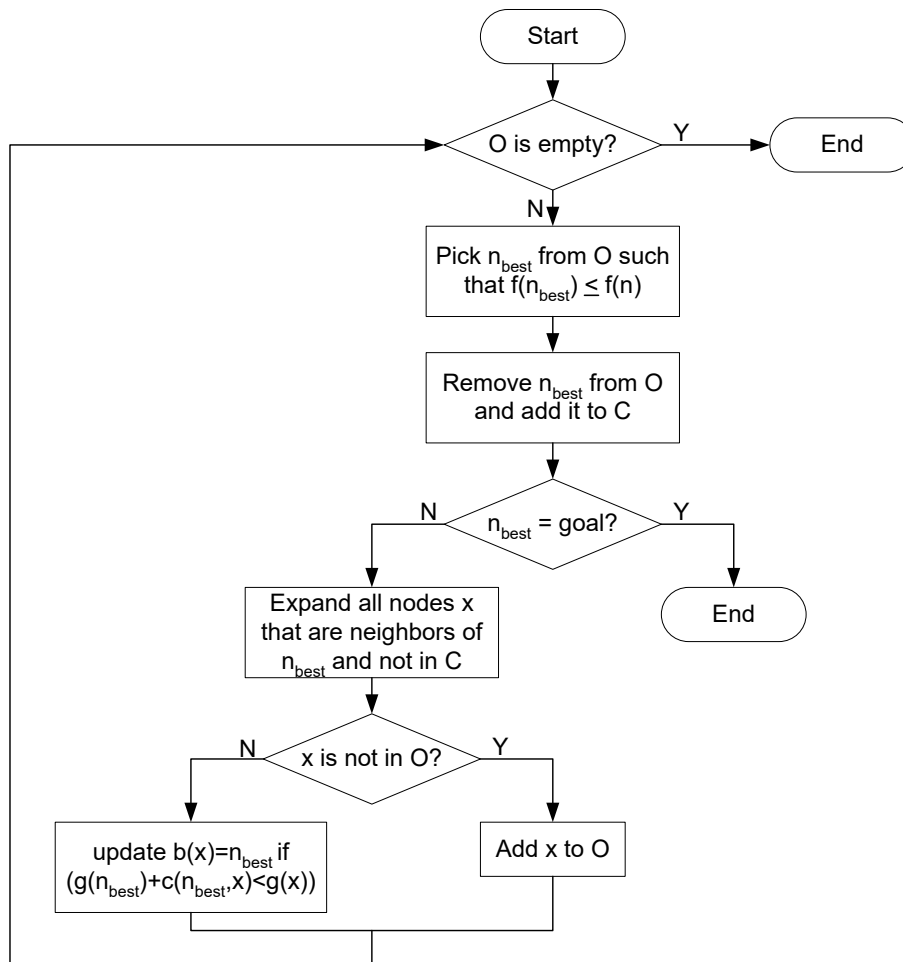 Start
O is empty?
Y
End
N
Pick n_best from O such
that f(n_best) ≤ f(n)
Remove n_best from O
and add it to C
N
n_best = goal?
Y
Expand all nodes x
that are neighbors of
n_best and not in C
End
N
x is not in O?
Y
update b(x)=n_best if
(g(n_best)+c(n_best,x)<g(x))
Add x to O